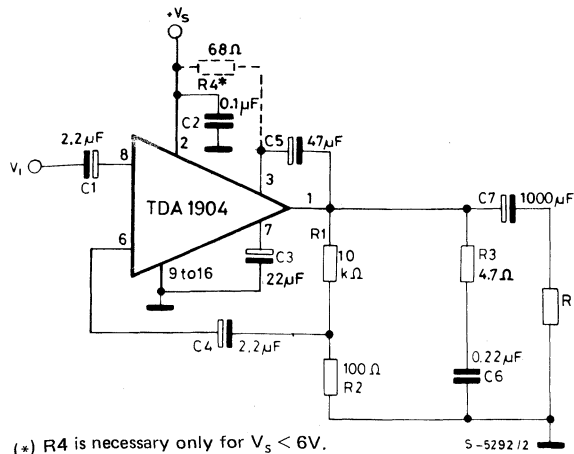 +Vs
68Ω
R4*
0.1μF
C2
2.2μF
C5
47μF
2
Vi
8
C1
3
1
C7
1000μF
TDA 1904
7
R1
6
C3
10
kΩ
R3
4.7Ω
9 to16
22μF
R
C4
2.2μF
100Ω
R2
0.22μF
C6
(*) R4 is necessary only for Vs < 6V.
S-5292/2